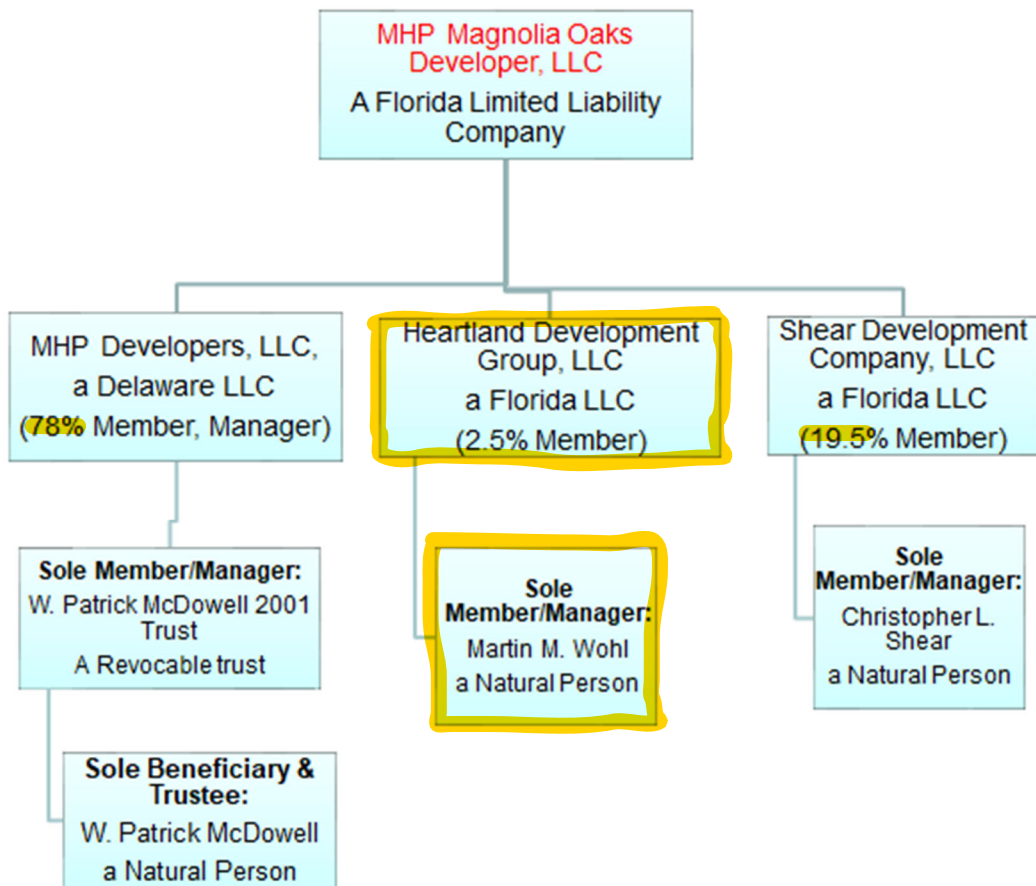 MHP Magnolia Oaks
Developer, LLC
A Florida Limited Liability
Company
MHP Developers, LLC,
a Delaware LLC
(78% Member, Manager)
Heartland Development
Group, LLC
a Florida LLC
(2.5% Member)
Shear Development
Company, LLC
a Florida LLC
(19.5% Member)
Sole Member/Manager:
W. Patrick McDowell 2001
Trust
A Revocable trust
Sole
Member/Manager:
Martin M. Wohl
a Natural Person
Sole
Member/Manager:
Christopher L.
Shear
a Natural Person
Sole Beneficiary &
Trustee:
W. Patrick McDowell
a Natural Person